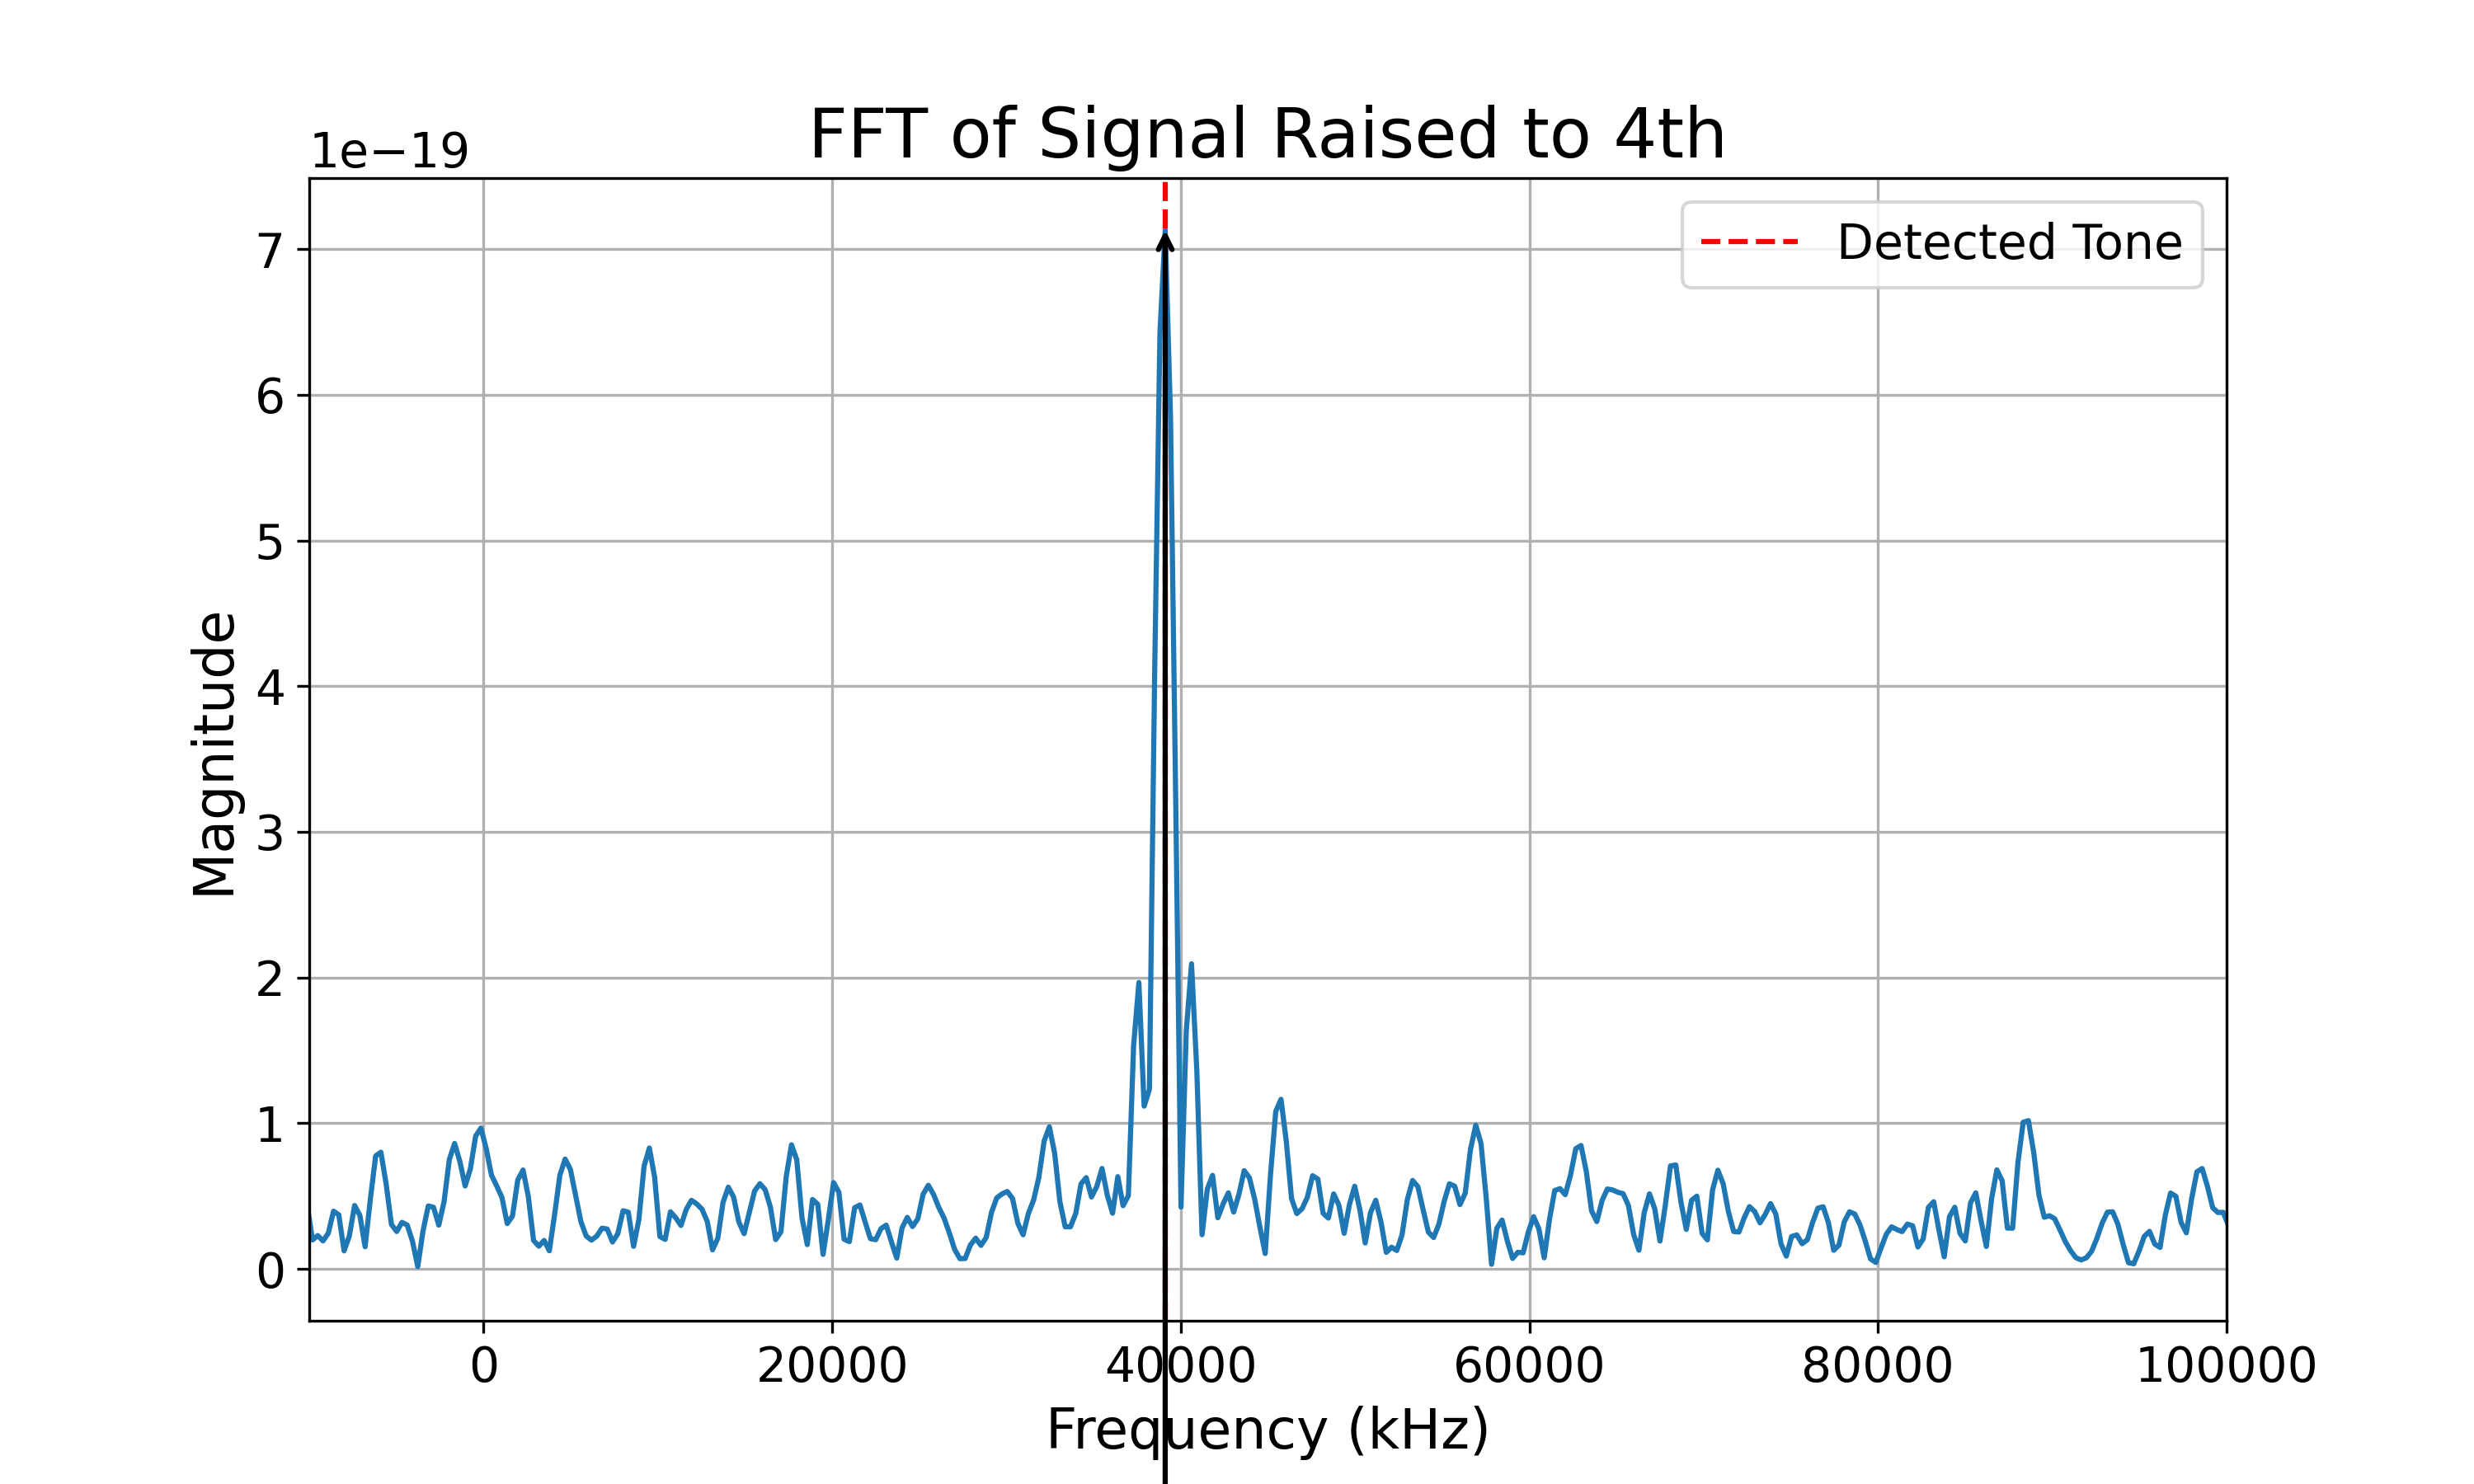 FFT of Signal Raised to 4th
1e−19
Detected Tone
7
6
5
4
3
2
1
0
Magnitude
0 20000 40000 60000 80000 100000
Frequency (kHz)